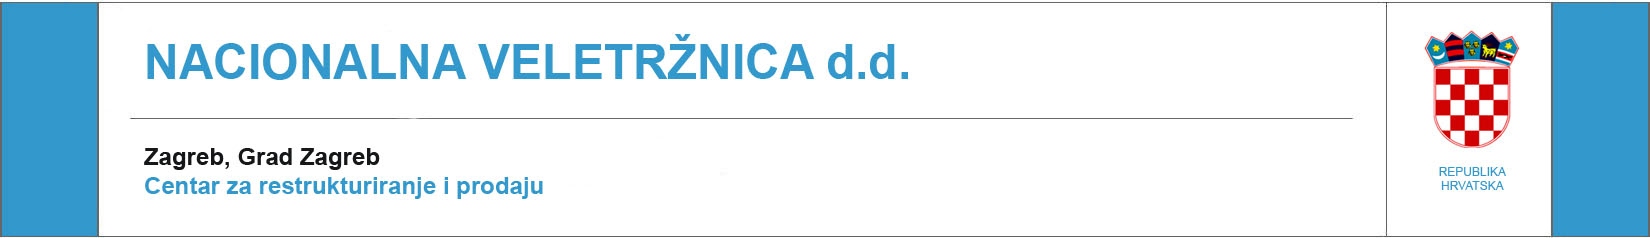 NACIONALNA VELETRŽNICA d.d.
Zagreb, Grad Zagreb
Centar za restrukturiranje i prodaju
REPUBLIKA
HRVATSKA